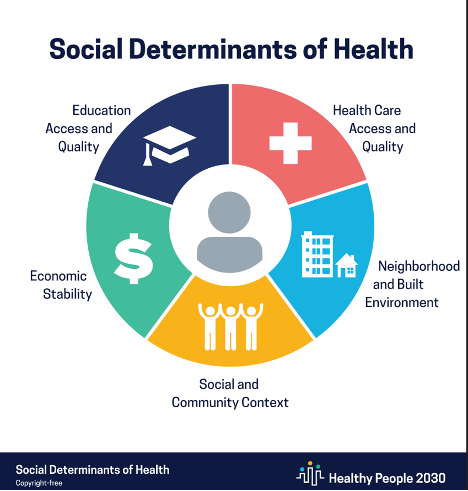 Social Determinants of Health
Education
Access and
Quality
Health Care
Access and
Quality
$
Economic
Stability
Neighborhood
and Built
Environment
Social and
Community Context
Social Determinants of Health
Copyright-free
Healthy People 2030